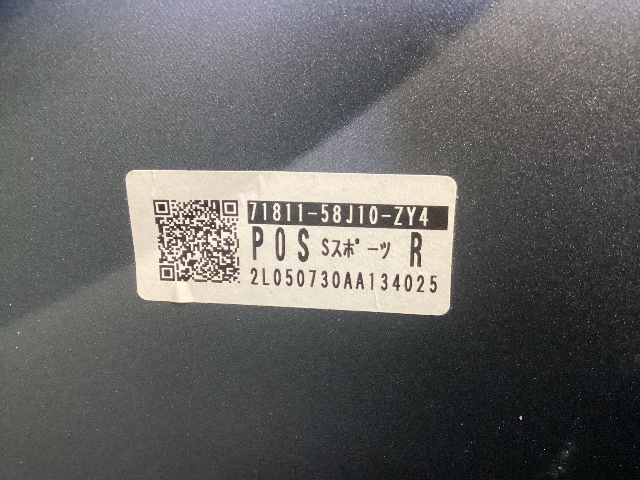 71811-58J10-ZY4
POS Sｽﾎﾟｰﾂ R
2L050730AA134025